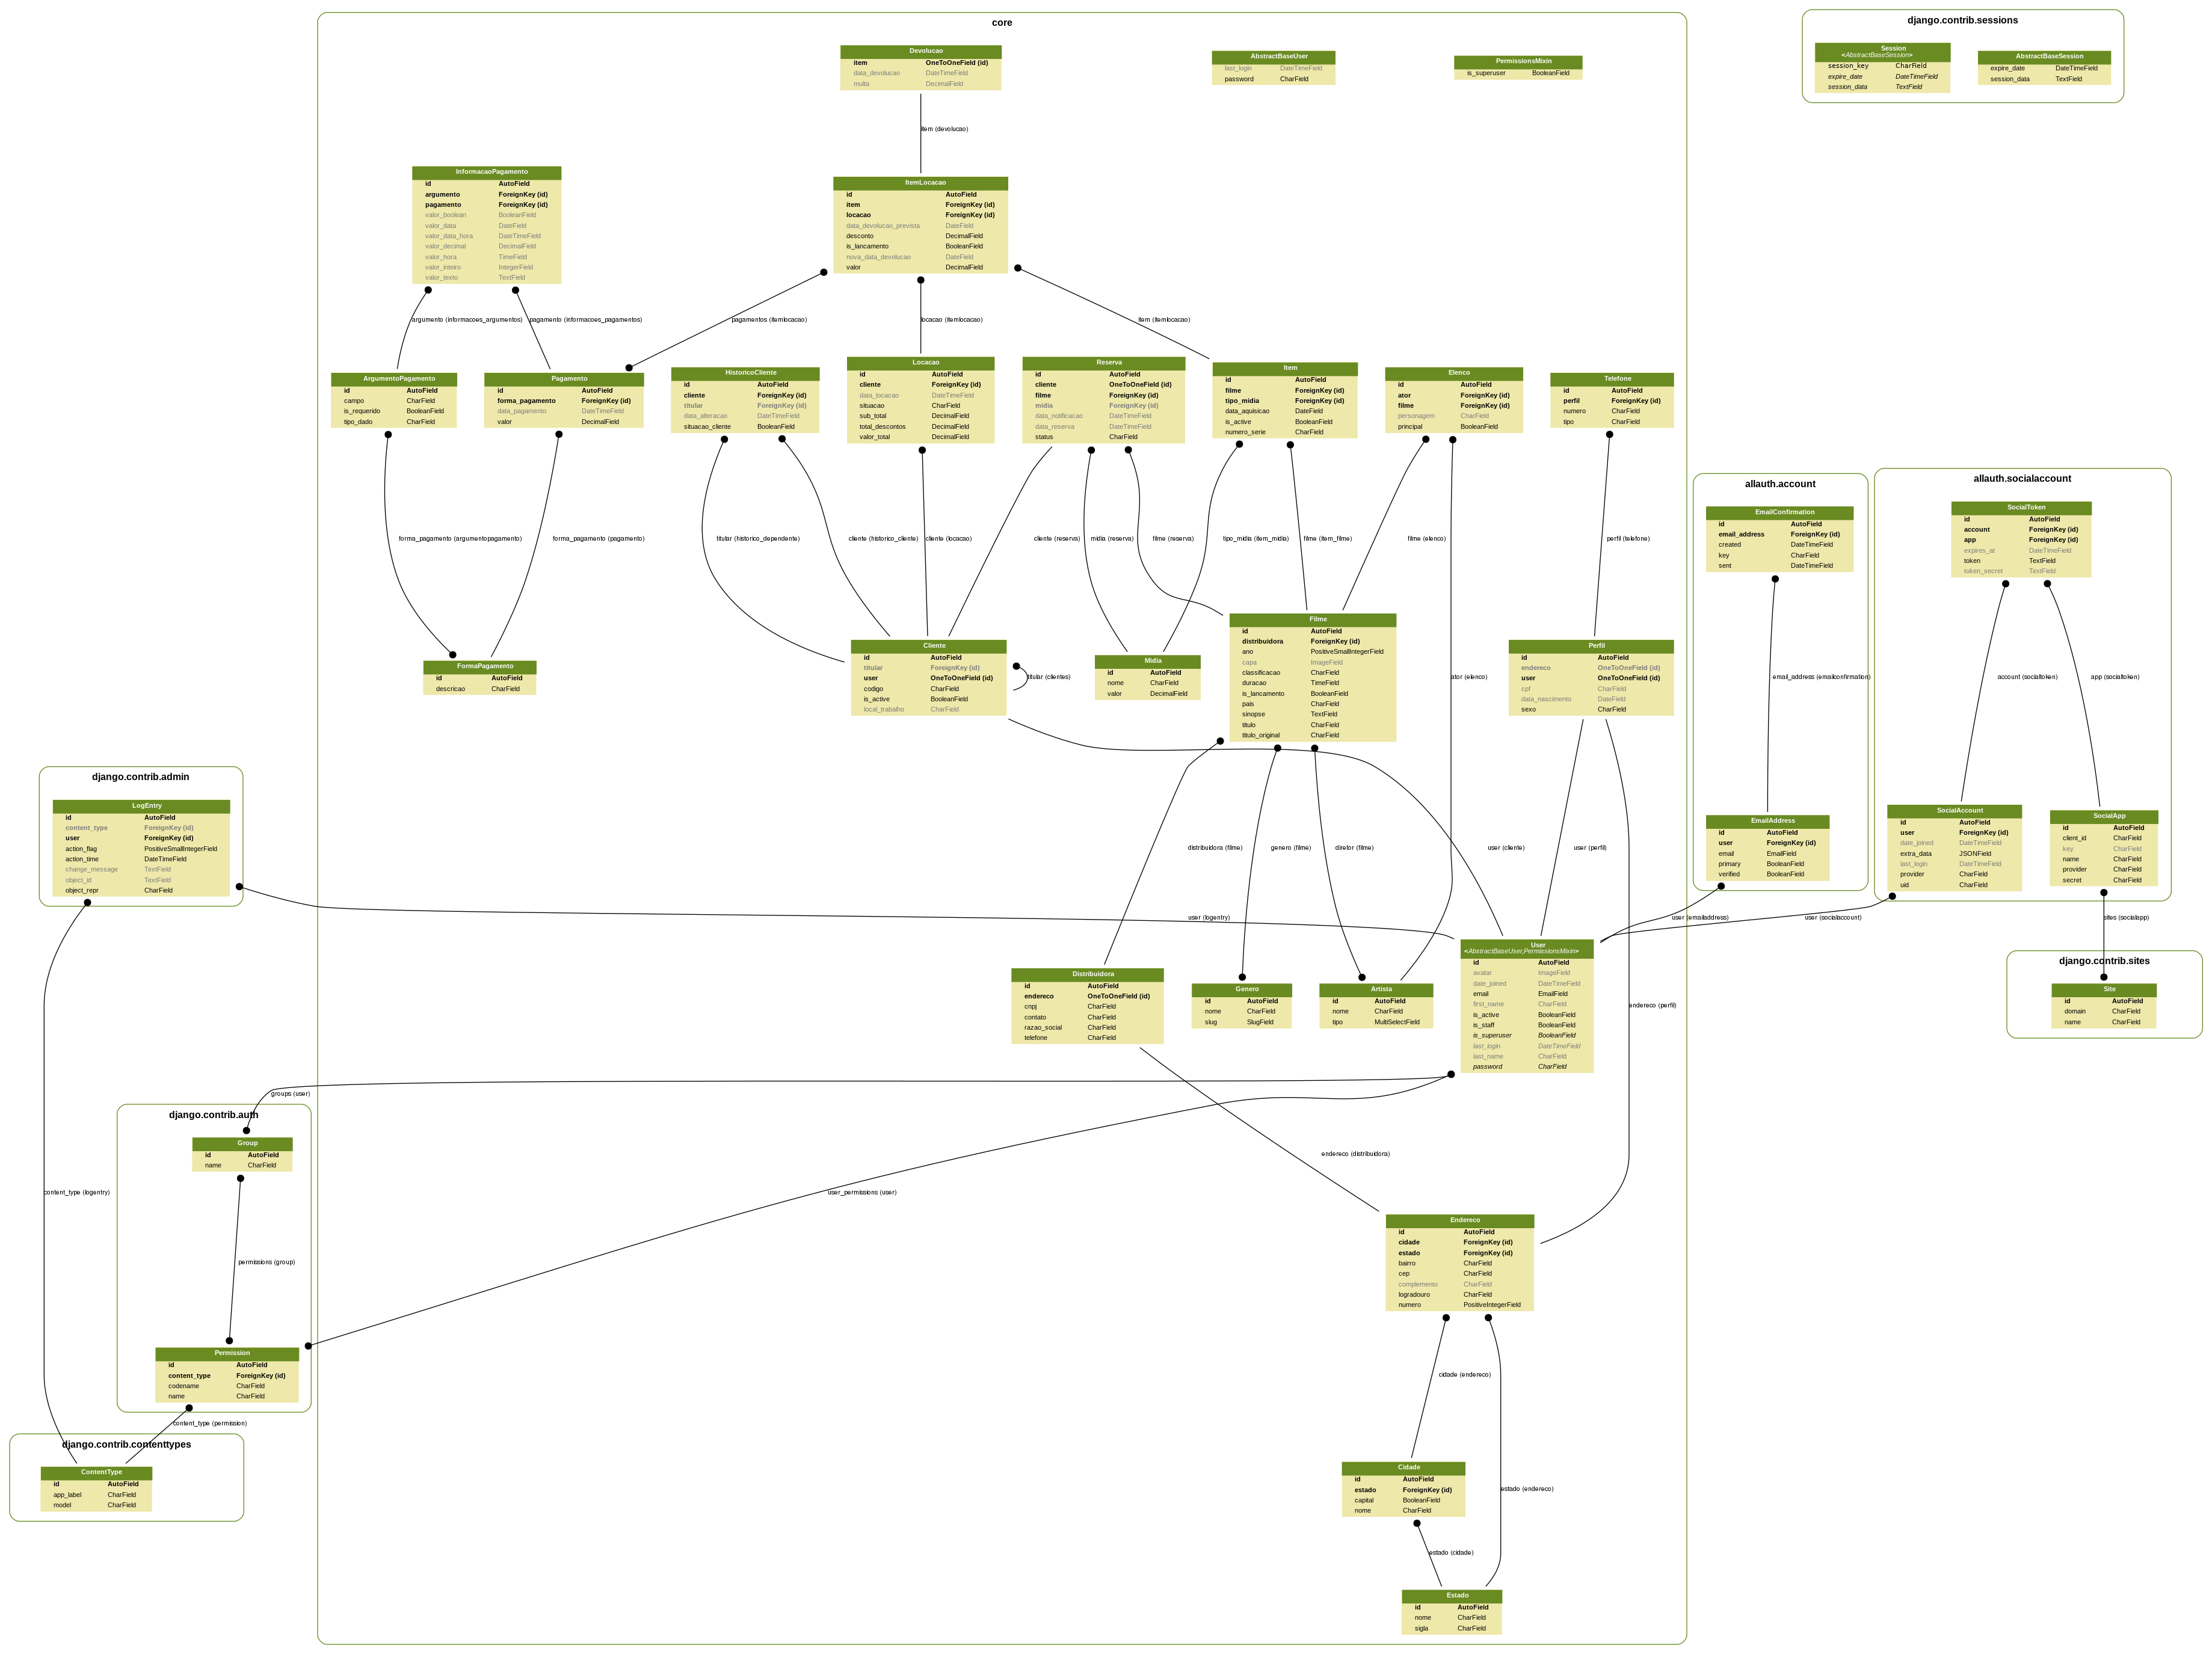 core
Devolucao
item OneToOneField (id)
data_devolucao DateTimeField
multa DecimalField
AbstractBaseUser
last_login DateTimeField
password CharField
PermissionsMixin
is_superuser BooleanField
django.contrib.sessions
Session
<AbstractBaseSession>
session_key CharField
expire_date DateTimeField
session_data TextField
AbstractBaseSession
expire_date DateTimeField
session_data TextField
item (devolucao)
InformacaoPagamento
id AutoField
argumento ForeignKey (id)
pagamento ForeignKey (id)
valor_boolean BooleanField
valor_data DateField
valor_data_hora DateTimeField
valor_decimal DecimalField
valor_hora TimeField
valor_inteiro IntegerField
valor_texto TextField
ItemLocacao
id AutoField
item ForeignKey (id)
locacao ForeignKey (id)
data_devolucao_prevista DateField
desconto DecimalField
is_lancamento BooleanField
nova_data_devolucao DateField
valor DecimalField
argumento (informacoes_argumentos)
pagamento (informacoes_pagamentos)
pagamentos (itemlocacao)
locacao (itemlocacao)
item (itemlocacao)
ArgumentoPagamento
id AutoField
campo CharField
is_requerido BooleanField
tipo_dado CharField
Pagamento
id AutoField
forma_pagamento ForeignKey (id)
data_pagamento DateTimeField
valor DecimalField
HistoricoCliente
id AutoField
cliente ForeignKey (id)
titular ForeignKey (id)
data_alteracao DateTimeField
situacao_cliente BooleanField
Locacao
id AutoField
cliente ForeignKey (id)
data_locacao DateTimeField
situacao CharField
sub_total DecimalField
total_descontos DecimalField
valor_total DecimalField
Reserva
id AutoField
cliente OneToOneField (id)
filme ForeignKey (id)
midia ForeignKey (id)
data_notificacao DateTimeField
data_reserva DateTimeField
status CharField
Item
id AutoField
filme ForeignKey (id)
tipo_midia ForeignKey (id)
data_aquisicao DateField
is_active BooleanField
numero_serie CharField
Elenco
id AutoField
ator ForeignKey (id)
filme ForeignKey (id)
personagem CharField
principal BooleanField
Telefone
id AutoField
perfil ForeignKey (id)
numero CharField
tipo CharField
forma_pagamento (argumentopagamento)
forma_pagamento (pagamento)
titular (historico_dependente)
cliente (historico_cliente)
cliente (locacao)
cliente (reserva)
midia (reserva)
filme (reserva)
tipo_midia (item_midia)
filme (item_filme)
filme (elenco)
perfil (telefone)
allauth.account
EmailConfirmation
id AutoField
email_address ForeignKey (id)
created DateTimeField
key CharField
sent DateTimeField
email_address (emailconfirmation)
EmailAddress
id AutoField
user ForeignKey (id)
email EmailField
primary BooleanField
verified BooleanField
allauth.socialaccount
SocialToken
id AutoField
account ForeignKey (id)
app ForeignKey (id)
expires_at DateTimeField
token TextField
token_secret TextField
account (socialtoken)
app (socialtoken)
SocialAccount
id AutoField
user ForeignKey (id)
date_joined DateTimeField
extra_data JSONField
last_login DateTimeField
provider CharField
uid CharField
SocialApp
id AutoField
client_id CharField
key CharField
name CharField
provider CharField
secret CharField
FormaPagamento
id AutoField
descricao CharField
Cliente
id AutoField
titular ForeignKey (id)
user OneToOneField (id)
codigo CharField
is_active BooleanField
local_trabalho CharField
titular (clientes)
Midia
id AutoField
nome CharField
valor DecimalField
Filme
id AutoField
distribuidora ForeignKey (id)
ano PositiveSmallIntegerField
capa ImageField
classificacao CharField
duracao TimeField
is_lancamento BooleanField
pais CharField
sinopse TextField
titulo CharField
titulo_original CharField
ator (elenco)
Perfil
id AutoField
endereco OneToOneField (id)
user OneToOneField (id)
cpf CharField
data_nascimento DateField
sexo CharField
django.contrib.admin
LogEntry
id AutoField
content_type ForeignKey (id)
user ForeignKey (id)
action_flag PositiveSmallIntegerField
action_time DateTimeField
change_message TextField
object_id TextField
object_repr CharField
distribuidora (filme)
genero (filme)
diretor (filme)
user (cliente)
user (perfil)
user (logentry)
user (emailaddress)
user (socialaccount)
sites (socialapp)
django.contrib.sites
Site
id AutoField
domain CharField
name CharField
Distribuidora
id AutoField
endereco OneToOneField (id)
cnpj CharField
contato CharField
razao_social CharField
telefone CharField
Genero
id AutoField
nome CharField
slug SlugField
Artista
id AutoField
nome CharField
tipo MultiSelectField
User
<AbstractBaseUser,PermissionsMixin>
id AutoField
avatar ImageField
date_joined DateTimeField
email EmailField
first_name CharField
is_active BooleanField
is_staff BooleanField
is_superuser BooleanField
last_login DateTimeField
last_name CharField
password CharField
endereco (perfil)
groups (user)
django.contrib.auth
Group
id AutoField
name CharField
endereco (distribuidora)
content_type (logentry)
user_permissions (user)
permissions (group)
Endereco
id AutoField
cidade ForeignKey (id)
estado ForeignKey (id)
bairro CharField
cep CharField
complemento CharField
logradouro CharField
numero PositiveIntegerField
Permission
id AutoField
content_type ForeignKey (id)
codename CharField
name CharField
cidade (endereco)
content_type (permission)
django.contrib.contenttypes
ContentType
id AutoField
app_label CharField
model CharField
Cidade
id AutoField
estado ForeignKey (id)
capital BooleanField
nome CharField
estado (endereco)
estado (cidade)
Estado
id AutoField
nome CharField
sigla CharField